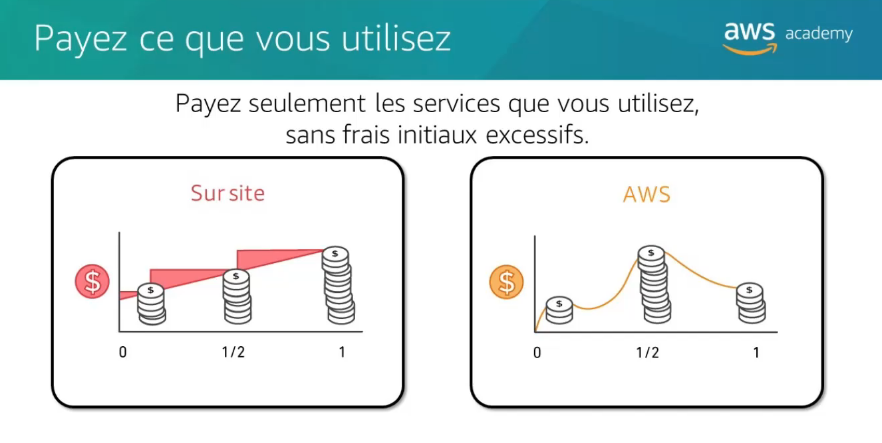 Payez ce que vous utilisez
aws academy
Payez seulement les services que vous utilisez,
sans frais initiaux excessifs.
Sur site
$
$
$
$
0
1/2
1
AWS
$
$
$
$
0
1/2
1